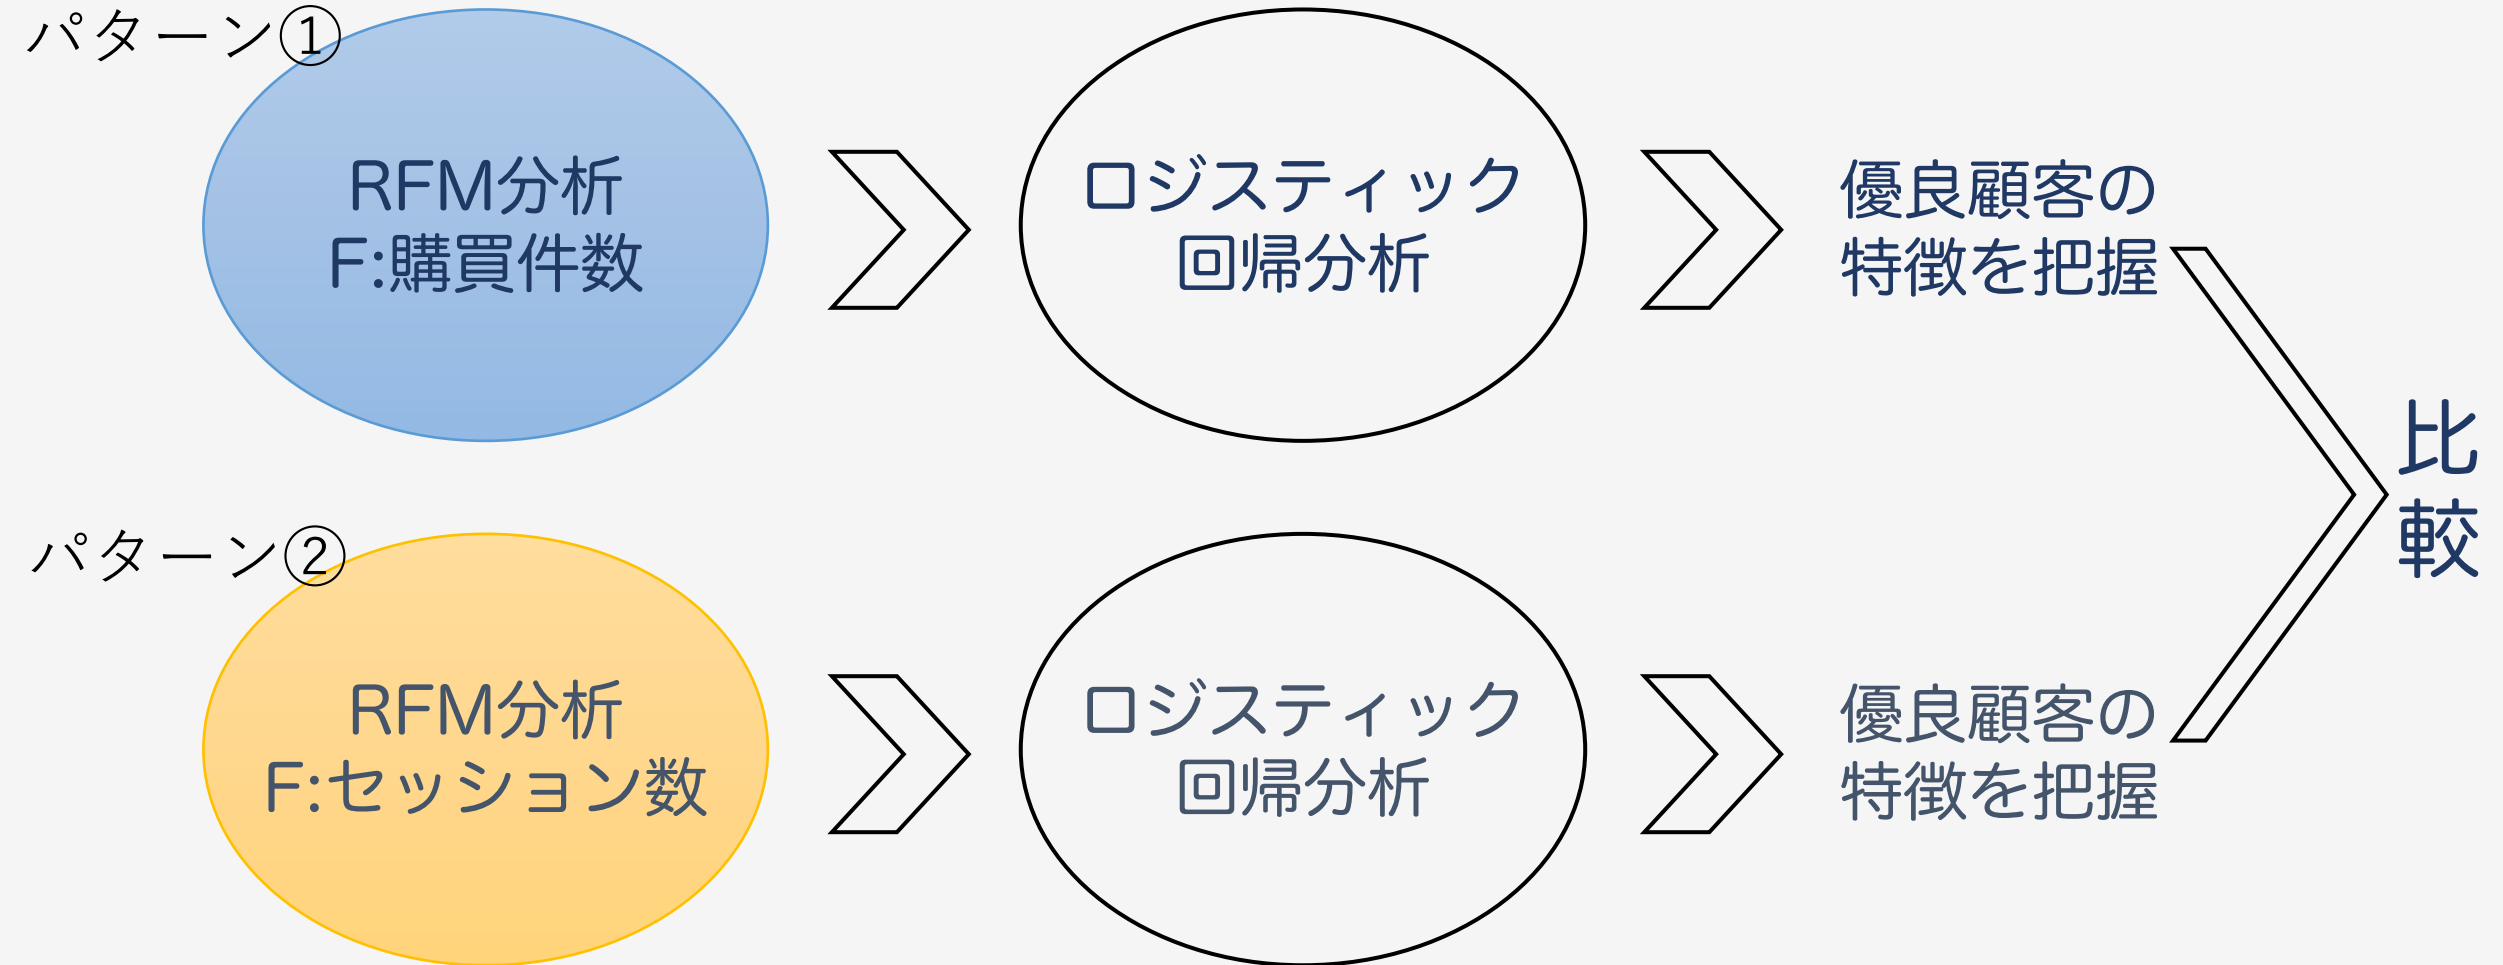 パターン①
RFM分析
F:購買件数
ロジスティック
回帰分析
優良顧客の
特徴を把握
パターン②
RFM分析
F:セッション数
ロジスティック
回帰分析
優良顧客の
特徴を把握
比
較